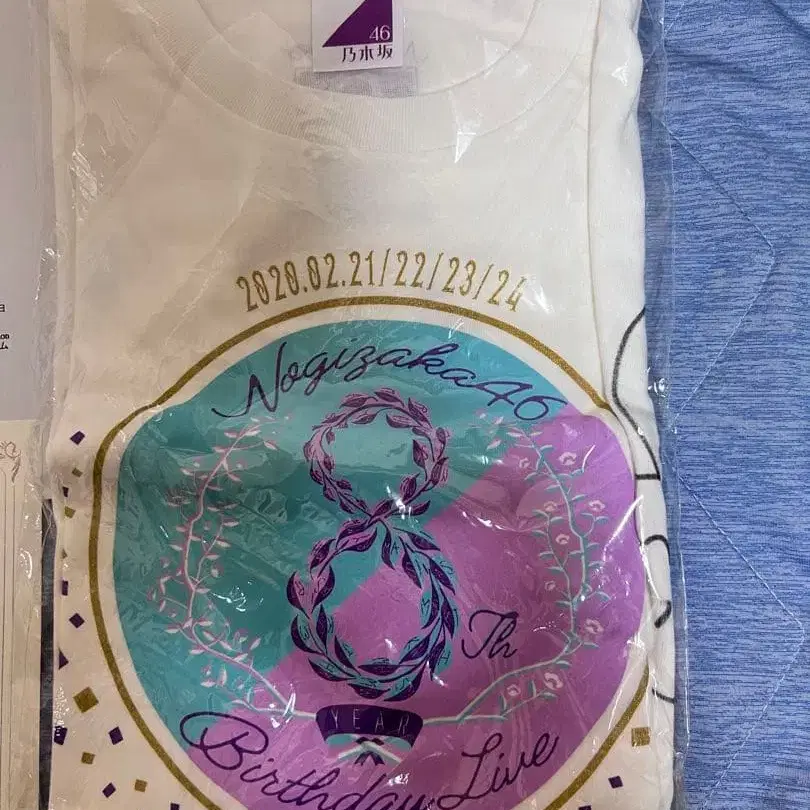 46
乃木坂
2020.02.21/22/23/24
Nogizaka46
8
Th
YEAR
Birthday Live